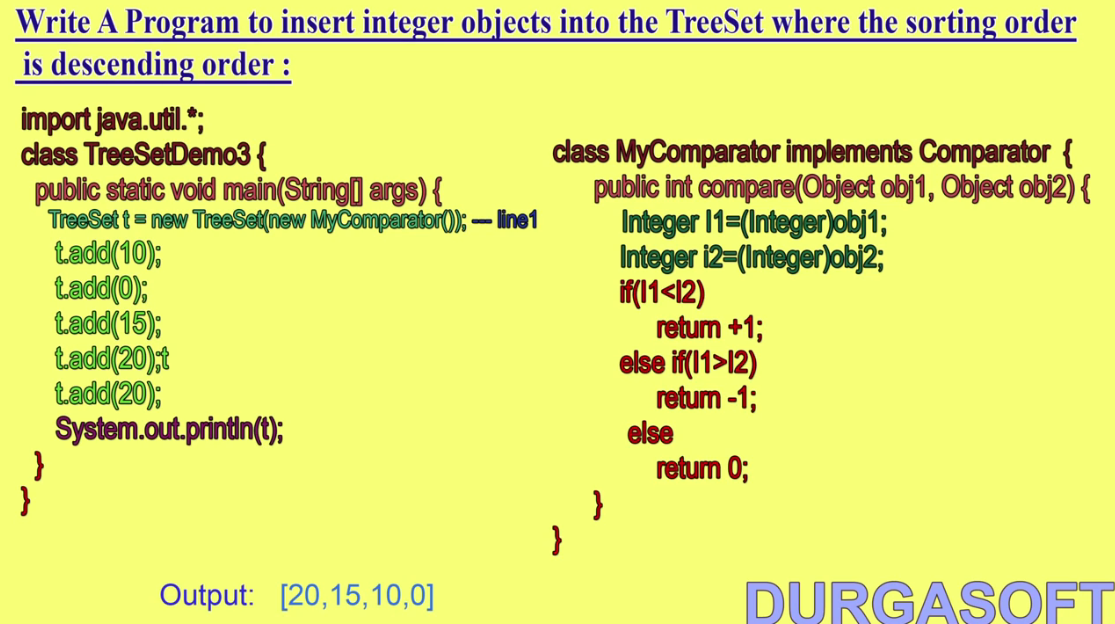 Write A Program to insert integer objects into the TreeSet where the sorting order
is descending order :
import java.util.*;
class TreeSetDemo3 {
public static void main(String[] args) {
TreeSet t = new TreeSet(new MyComparator()); --- line1
t.add(10);
t.add(0);
t.add(15);
t.add(20);t
t.add(20);
System.out.println(t);
}
}
class MyComparator implements Comparator {
public int compare(Object obj1, Object obj2) {
Integer I1=(Integer)obj1;
Integer i2=(Integer)obj2;
if(I1<I2)
return +1;
else if(I1>I2)
return -1;
else
return 0;
}
}
Output: [20,15,10,0]
DURGASOFT